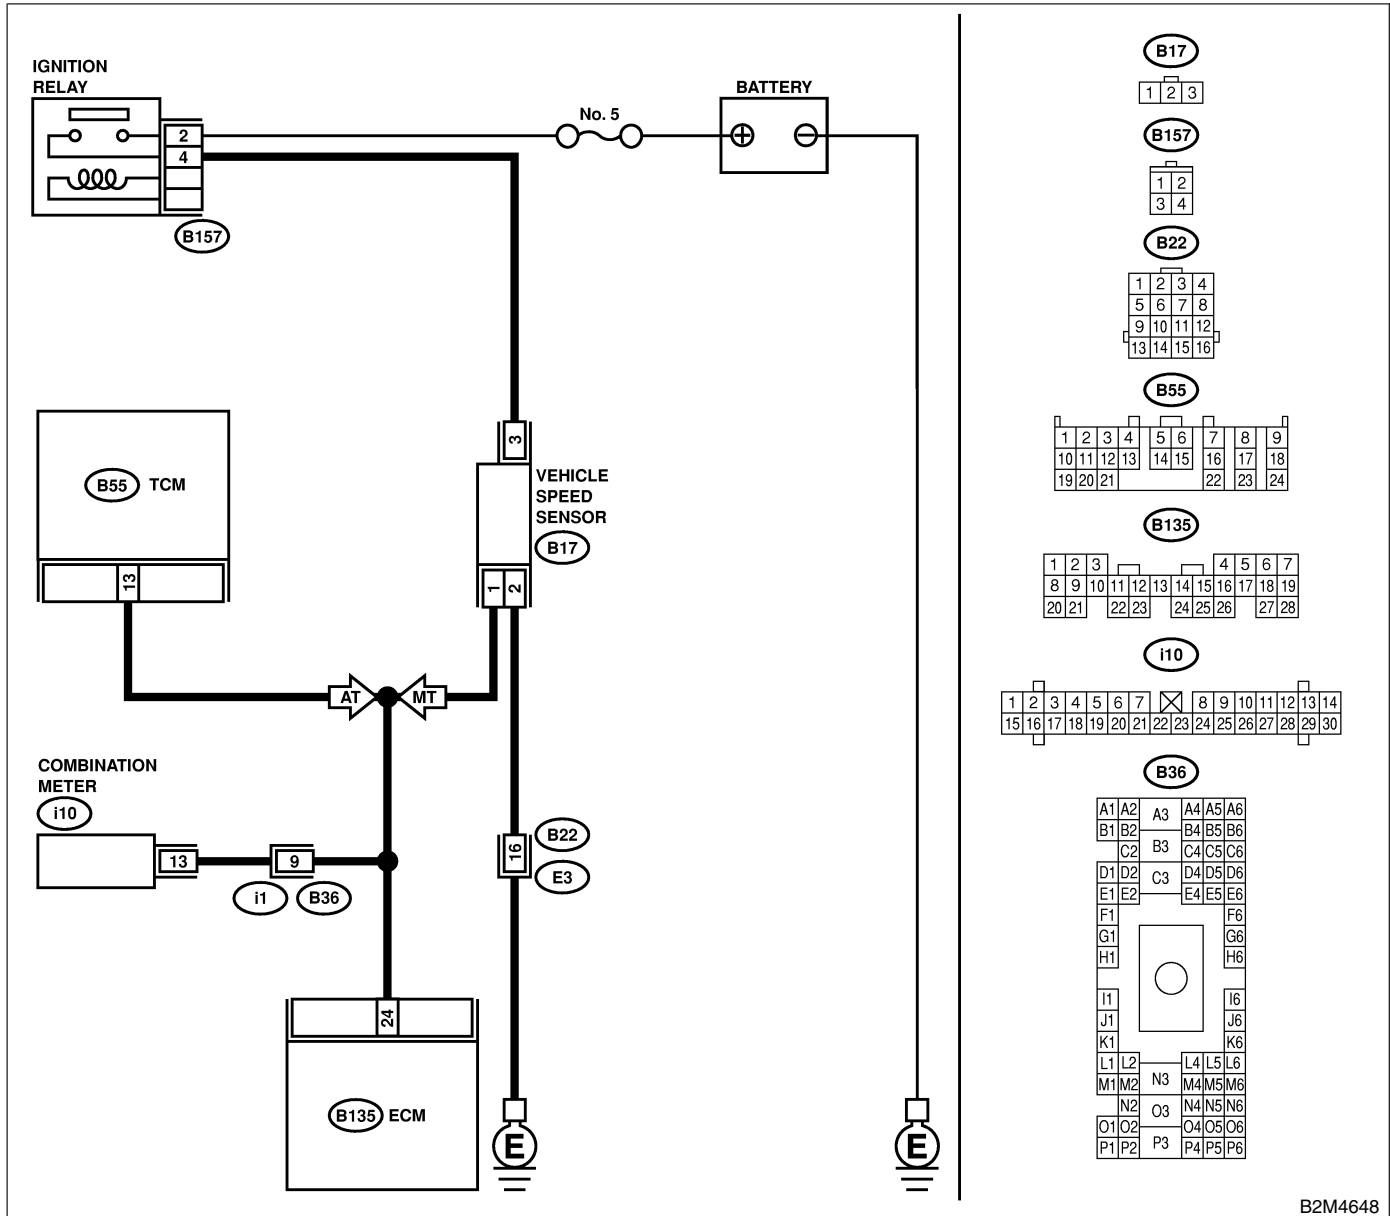 IGNITION
RELAY
2
4
B157
No. 5
BATTERY
+
−
3
VEHICLE
SPEED
SENSOR
B17
1 2
B55 TCM
13
AT
MT
COMBINATION
METER
i10
13
9
i1
B36
B22
16
E3
24
B135 ECM
E
E
B17
1 2 3
B157
1 2
3 4
B22
1 2 3 4
5 6 7 8
9 10 11 12
13 14 15 16
B55
1 2 3 4 5 6 7 8 9
10 11 12 13 14 15 16 17 18
19 20 21 22 23 24
B135
1 2 3 4 5 6 7
8 9 10 11 12 13 14 15 16 17 18 19
20 21 22 23 24 25 26 27 28
i10
1 2 3 4 5 6 7 8 9 10 11 12 13 14
15 16 17 18 19 20 21 22 23 24 25 26 27 28 29 30
B36
A1 A2 A3 A4 A5 A6
B1 B2 B4 B5 B6
C2 B3 C4 C5 C6
D1 D2 C3 D4 D5 D6
E1 E2 E4 E5 E6
F1 F6
G1 G6
H1 H6
I1 I6
J1 J6
K1 K6
L1 L2 L4 L5 L6
M1 M2 N3 M4 M5 M6
N2 O3 N4 N5 N6
O1 O2 O4 O5 O6
P1 P2 P3 P4 P5 P6
B2M4648